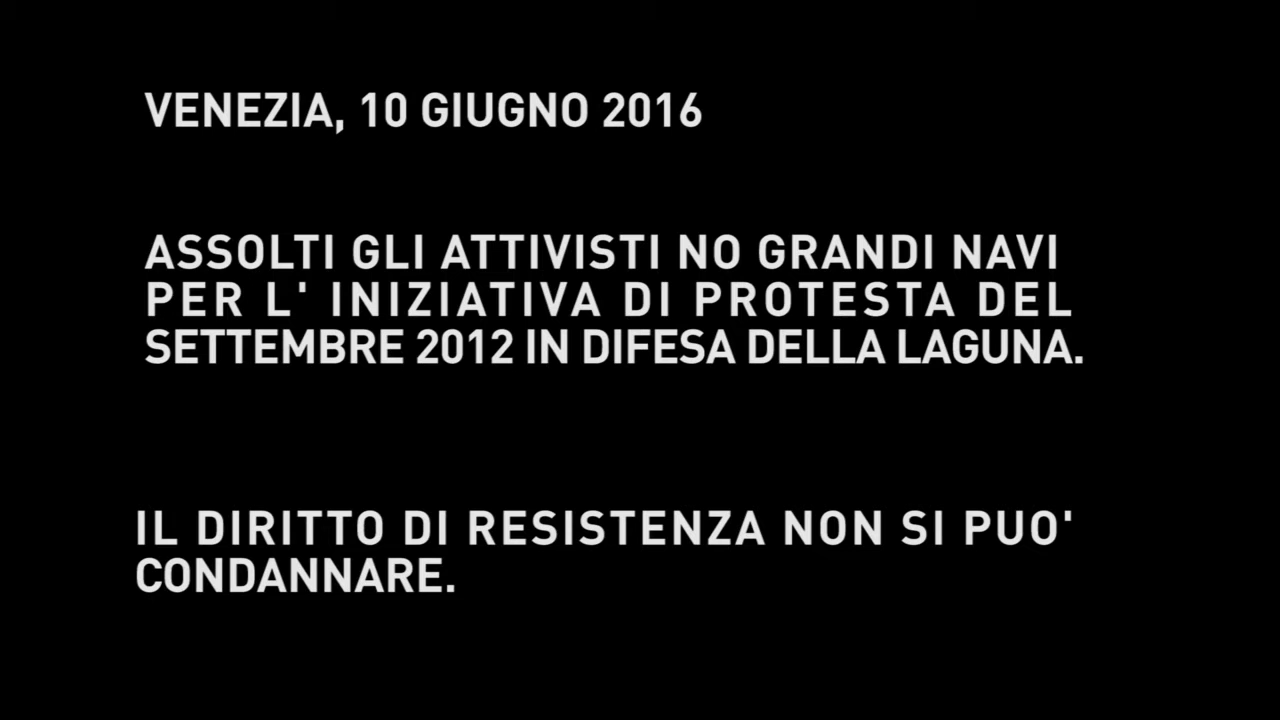 VENEZIA, 10 GIUGNO 2016
ASSOLTI GLI ATTIVISTI NO GRANDI NAVI
PER L' INIZIATIVA DI PROTESTA DEL
SETTEMBRE 2012 IN DIFESA DELLA LAGUNA.
IL DIRITTO DI RESISTENZA NON SI PUO'
CONDANNARE.